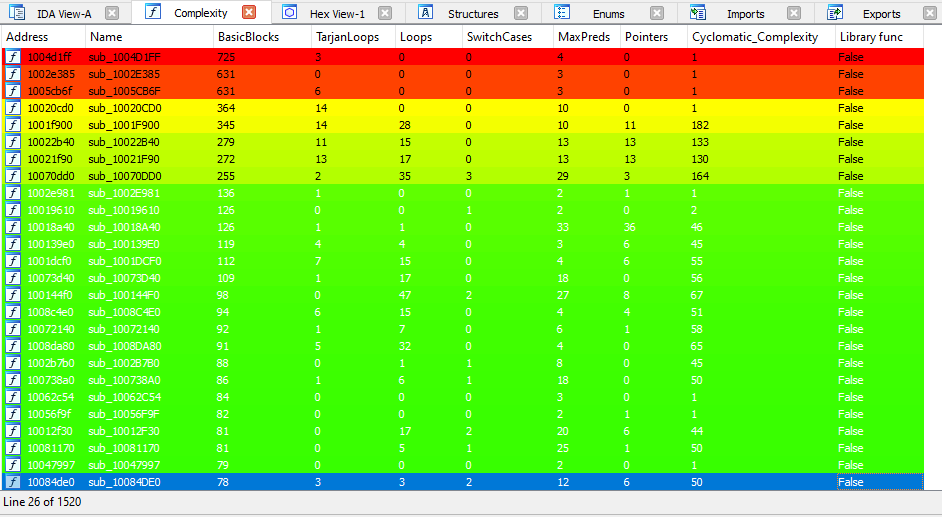 IDA View-A Complexity Hex View-1 Structures Enums Imports Exports
Address Name BasicBlocks TarjanLoops Loops SwitchCases MaxPreds Pointers Cyclomatic_Complexity Library func
1004d1ff sub_1004D1FF 725 3 0 0 4 0 1 False
1002e385 sub_1002E385 631 0 0 0 3 0 1 False
1005cb6f sub_1005CB6F 631 6 0 0 3 0 1 False
10020cd0 sub_10020CD0 364 14 0 0 10 0 1 False
1001f900 sub_1001F900 345 14 28 0 10 11 182 False
10022b40 sub_10022B40 279 11 15 0 13 13 133 False
10021f90 sub_10021F90 272 13 17 0 13 13 130 False
10070dd0 sub_10070DD0 255 2 35 3 29 3 164 False
1002e981 sub_1002E981 136 1 0 0 2 1 1 False
10019610 sub_10019610 126 0 0 1 2 0 2 False
10018a40 sub_10018A40 126 1 1 0 33 36 46 False
100139e0 sub_100139E0 119 4 4 0 3 6 45 False
1001dcf0 sub_1001DCF0 112 7 15 0 4 6 55 False
10073d40 sub_10073D40 109 1 17 0 18 0 56 False
100144f0 sub_100144F0 98 0 47 2 27 8 67 False
1008c4e0 sub_1008C4E0 94 6 15 0 4 4 51 False
10072140 sub_10072140 92 1 7 0 6 1 58 False
1008da80 sub_1008DA80 91 5 32 0 4 0 65 False
1002b7b0 sub_1002B7B0 88 0 1 1 8 0 45 False
100738a0 sub_100738A0 86 1 6 1 18 0 50 False
10062c54 sub_10062C54 84 0 0 0 3 0 1 False
10056f9f sub_10056F9F 82 0 0 0 2 1 1 False
10012f30 sub_10012F30 81 0 17 2 20 6 44 False
10081170 sub_10081170 81 0 5 1 25 1 50 False
10047997 sub_10047997 79 0 0 0 2 0 1 False
10084de0 sub_10084DE0 78 3 3 2 12 6 50 False
Line 26 of 1520